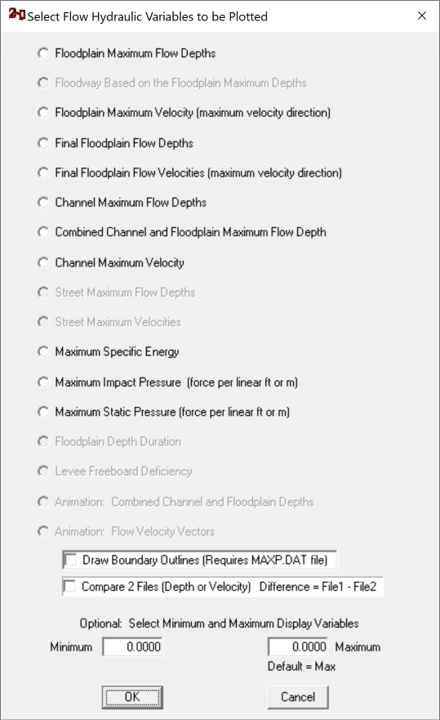 Select Flow Hydraulic Variables to be Plotted
Floodplain Maximum Flow Depths
Floodway Based on the Floodplain Maximum Depths
Floodplain Maximum Velocity (maximum velocity direction)
Final Floodplain Flow Depths
Final Floodplain Flow Velocities (maximum velocity direction)
Channel Maximum Flow Depths
Combined Channel and Floodplain Maximum Flow Depth
Channel Maximum Velocity
Street Maximum Flow Depths
Street Maximum Velocities
Maximum Specific Energy
Maximum Impact Pressure (force per linear ft or m)
Maximum Static Pressure (force per linear ft or m)
Floodplain Depth Duration
Levee Freeboard Deficiency
Animation: Combined Channel and Floodplain Depths
Animation: Flow Velocity Vectors
Draw Boundary Outlines (Requires MAXP.DAT file)
Compare 2 Files (Depth or Velocity) Difference = File1 - File2
Optional: Select Minimum and Maximum Display Variables
Minimum 0.0000 0.0000 Maximum
Default = Max
OK Cancel